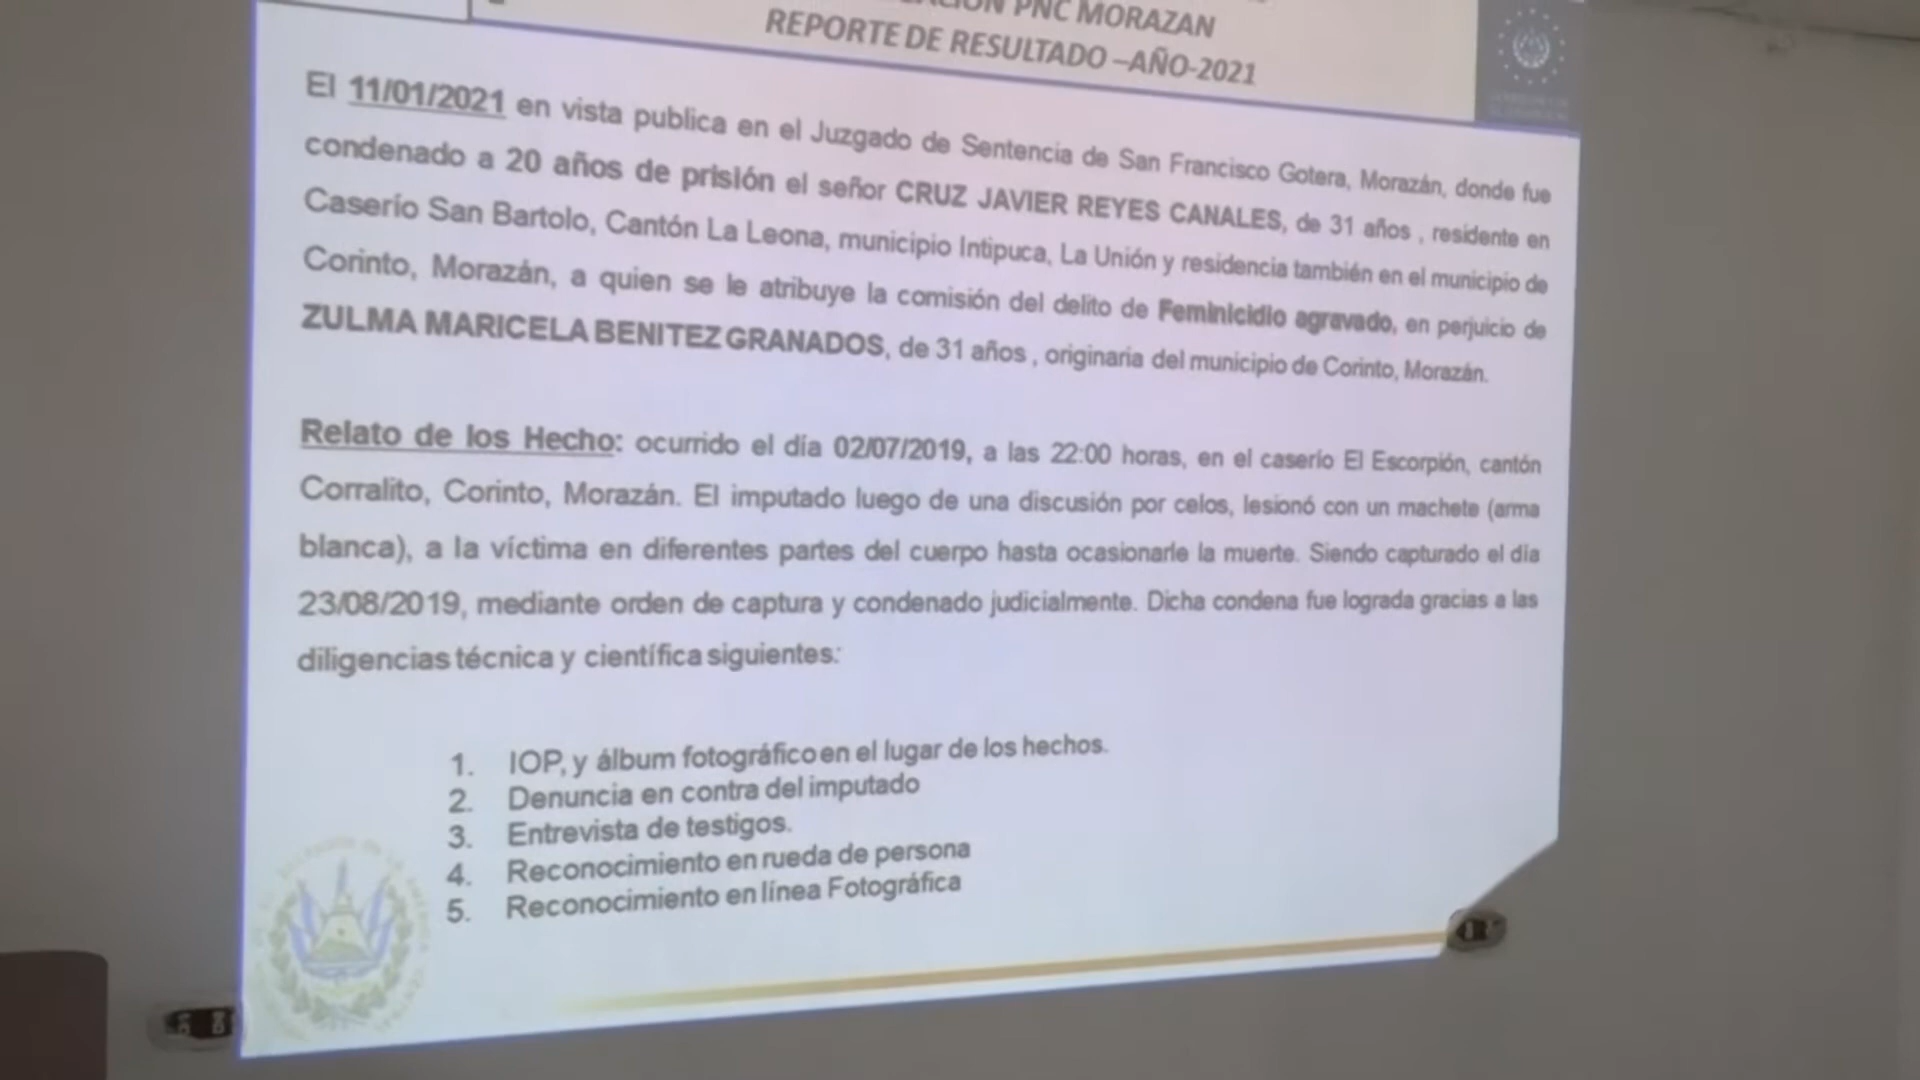 PNC MORAZAN
REPORTE DE RESULTADO –AÑO-2021
El 11/01/2021 en vista publica en el Juzgado de Sentencia de San Francisco Gotera, Morazán, donde fue
condenado a 20 años de prisión el señor CRUZ JAVIER REYES CANALES, de 31 años , residente en
Caserío San Bartolo, Cantón La Leona, municipio Intipuca, La Unión y residencia también en el municipio de
Corinto, Morazán, a quien se le atribuye la comisión del delito de Feminicidio agravado, en perjuicio de
ZULMA MARICELA BENITEZ GRANADOS, de 31 años , originaria del municipio de Corinto, Morazán.
Relato de los Hecho: ocurrido el día 02/07/2019, a las 22:00 horas, en el caserío El Escorpión, cantón
Corralito, Corinto, Morazán. El imputado luego de una discusión por celos, lesionó con un machete (arma
blanca), a la víctima en diferentes partes del cuerpo hasta ocasionarle la muerte. Siendo capturado el día
23/08/2019, mediante orden de captura y condenado judicialmente. Dicha condena fue lograda gracias a las
diligencias técnica y científica siguientes:
1. IOP, y álbum fotográfico en el lugar de los hechos.
2. Denuncia en contra del imputado
3. Entrevista de testigos.
4. Reconocimiento en rueda de persona
5. Reconocimiento en línea Fotográfica